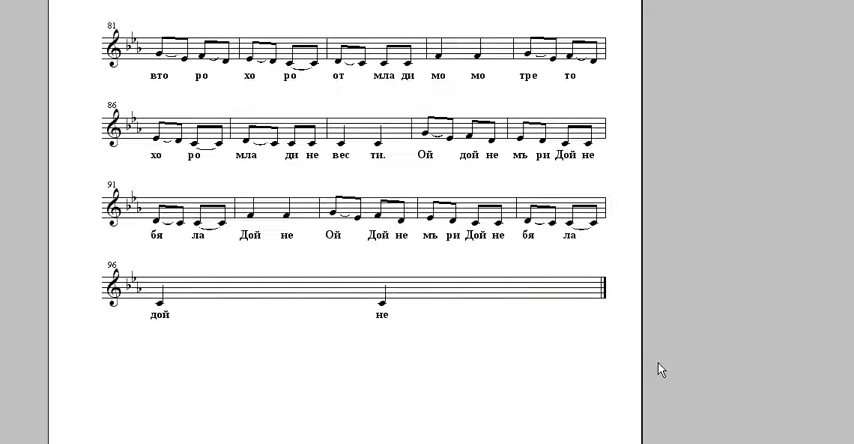 81
вто ро хо ро от мла ди мо мо тре то
86
хо ро мла ди не вес ти. Ой дой не мъ ри Дой не
91
бя ла Дой не Ой Дой не мъ ри Дой не бя ла
96
дой не